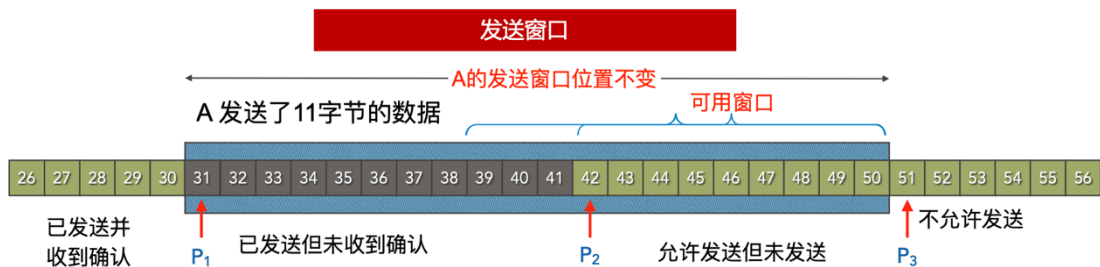 发送窗口
A的发送窗口位置不变
A 发送了11字节的数据
可用窗口
26 27 28 29 30 31 32 33 34 35 36 37 38 39 40 41 42 43 44 45 46 47 48 49 50 51 52 53 54 55 56
已发送并
收到确认
P1
已发送但未收到确认
P2
允许发送但未发送
P3
不允许发送